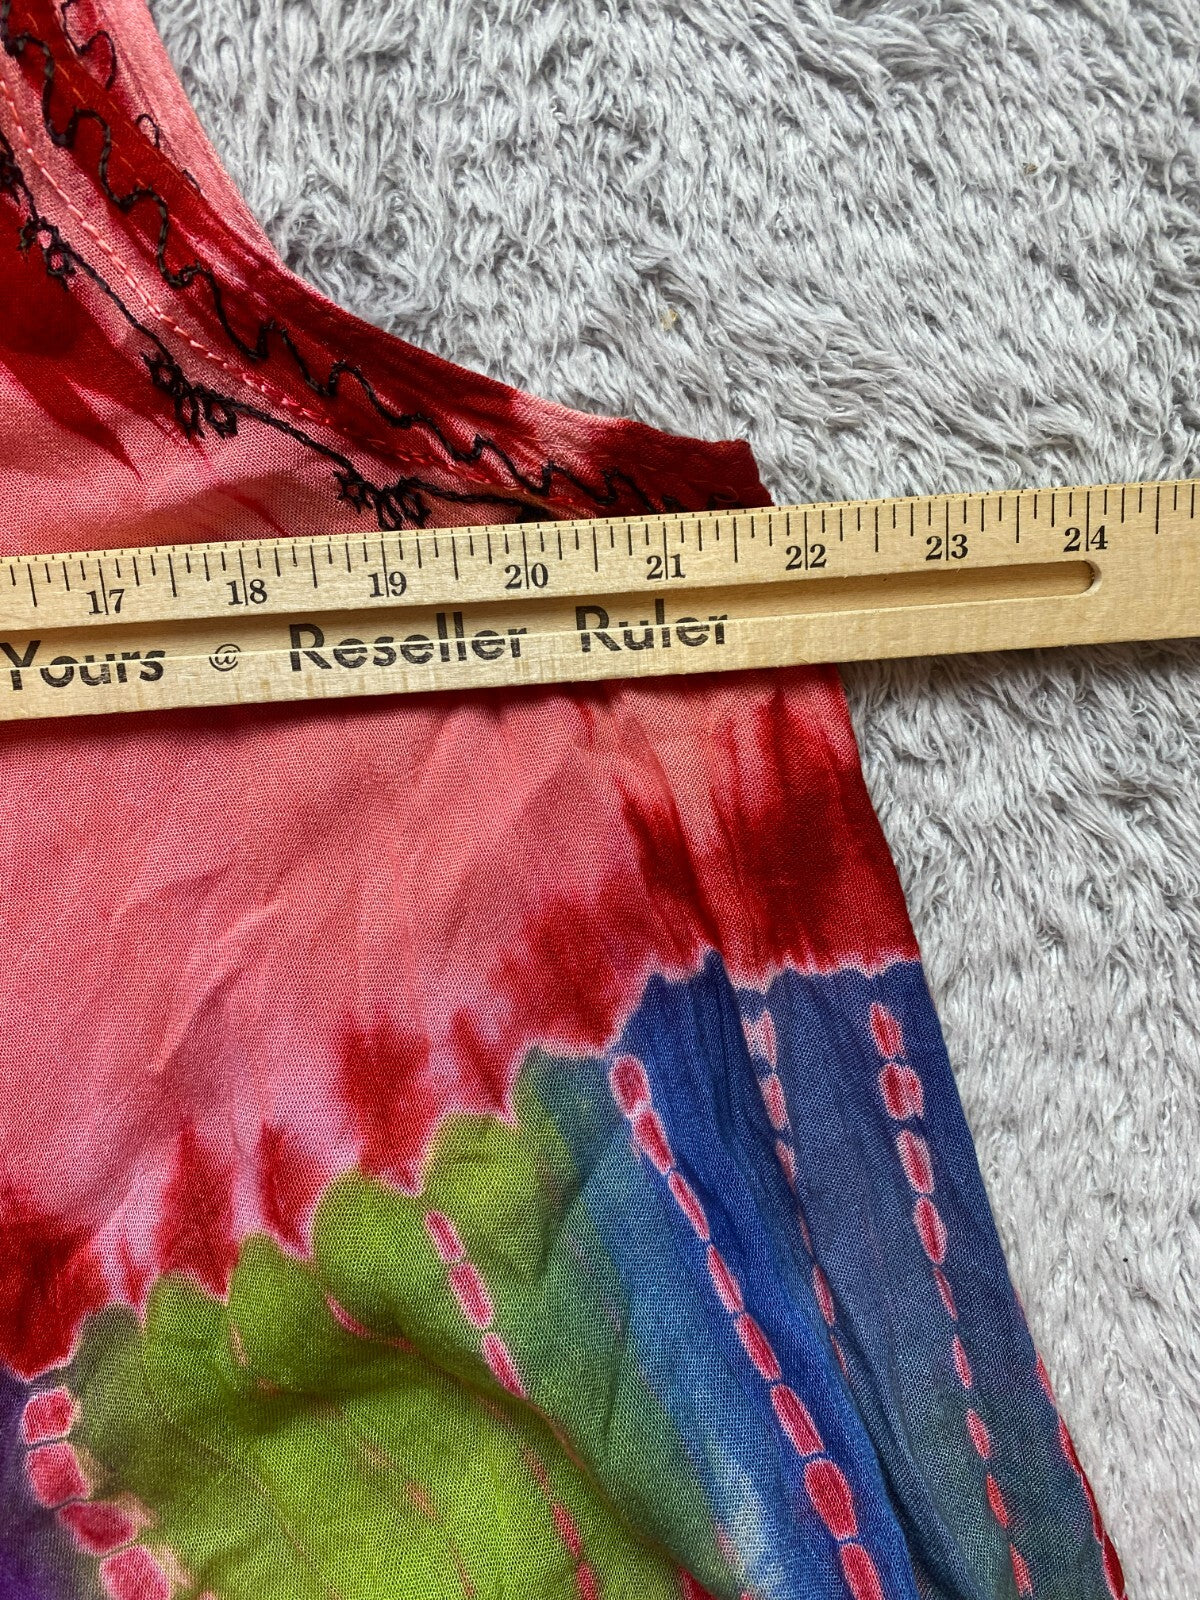 17 18 19 20 21 22 23 24
Yours @ Reseller Ruler